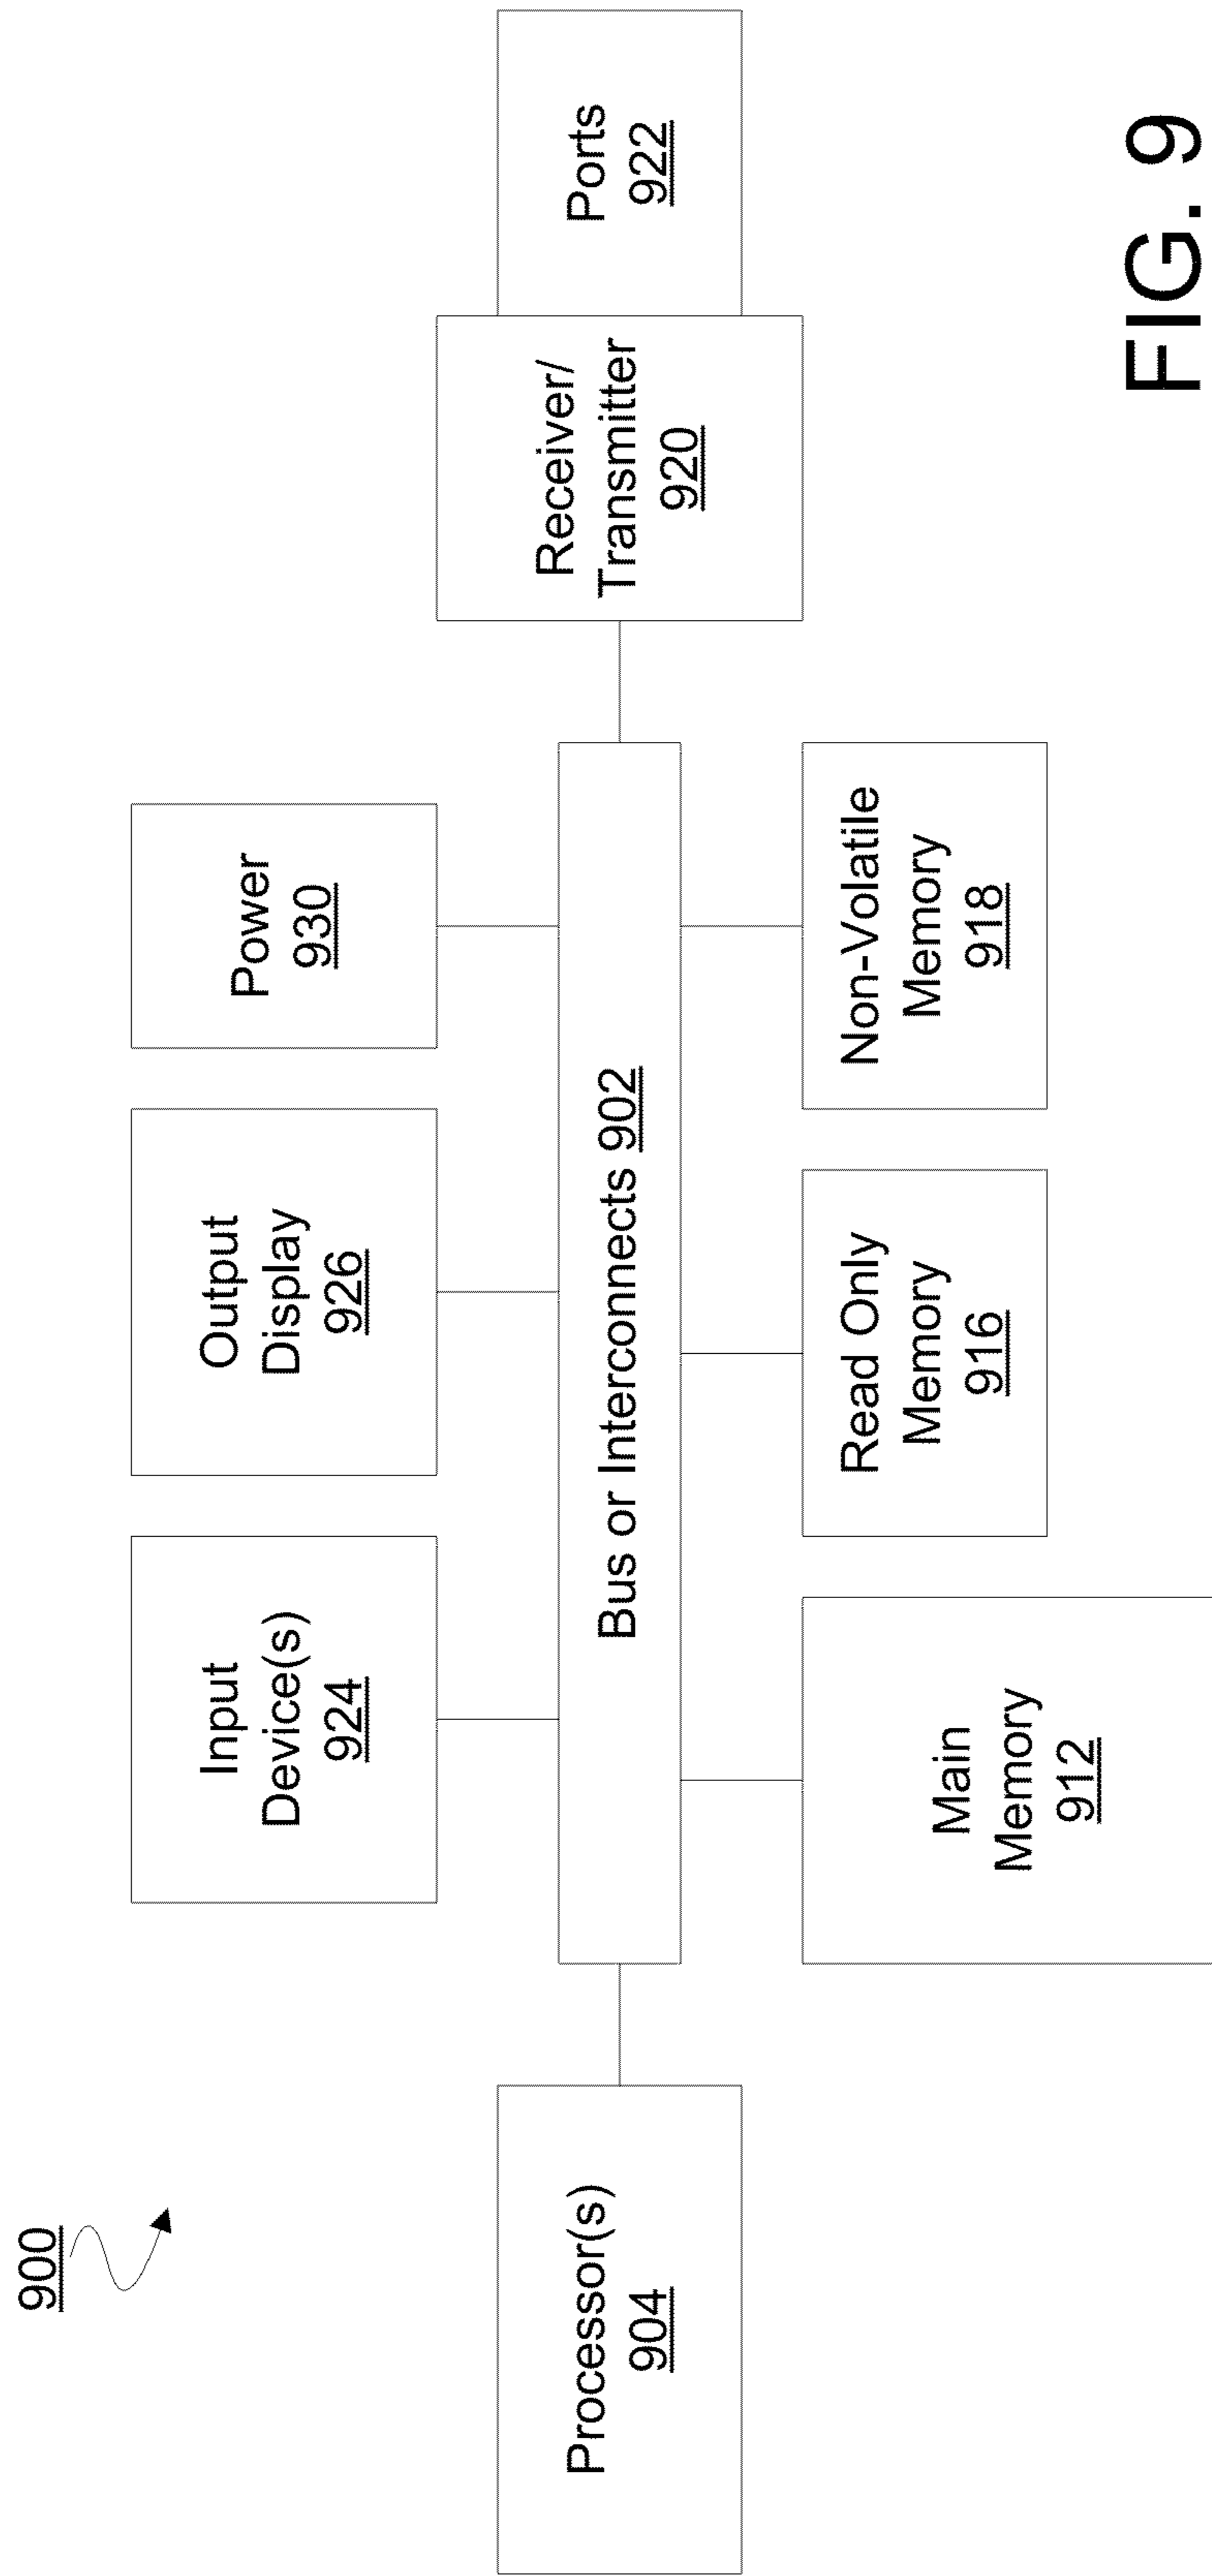 900
Input
Device(s)
924
Output
Display
926
Power
930
Processor(s)
904
Bus or Interconnects 902
Receiver/
Transmitter
920
Ports
922
Main
Memory
912
Read Only
Memory
916
Non-Volatile
Memory
918
FIG. 9